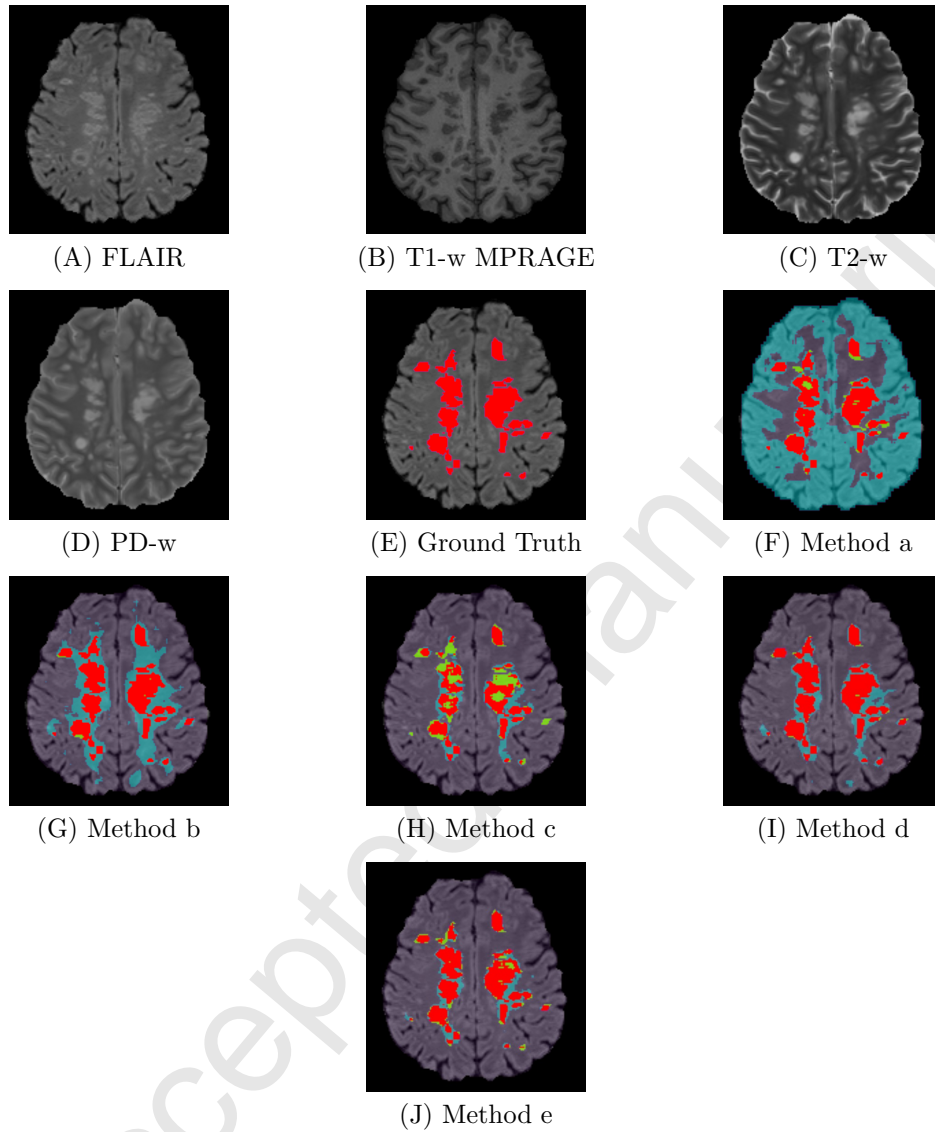 (A) FLAIR
(B) T1-w MPRAGE
(C) T2-w
(D) PD-w
(E) Ground Truth
(F) Method a
(G) Method b
(H) Method c
(I) Method d
(J) Method e